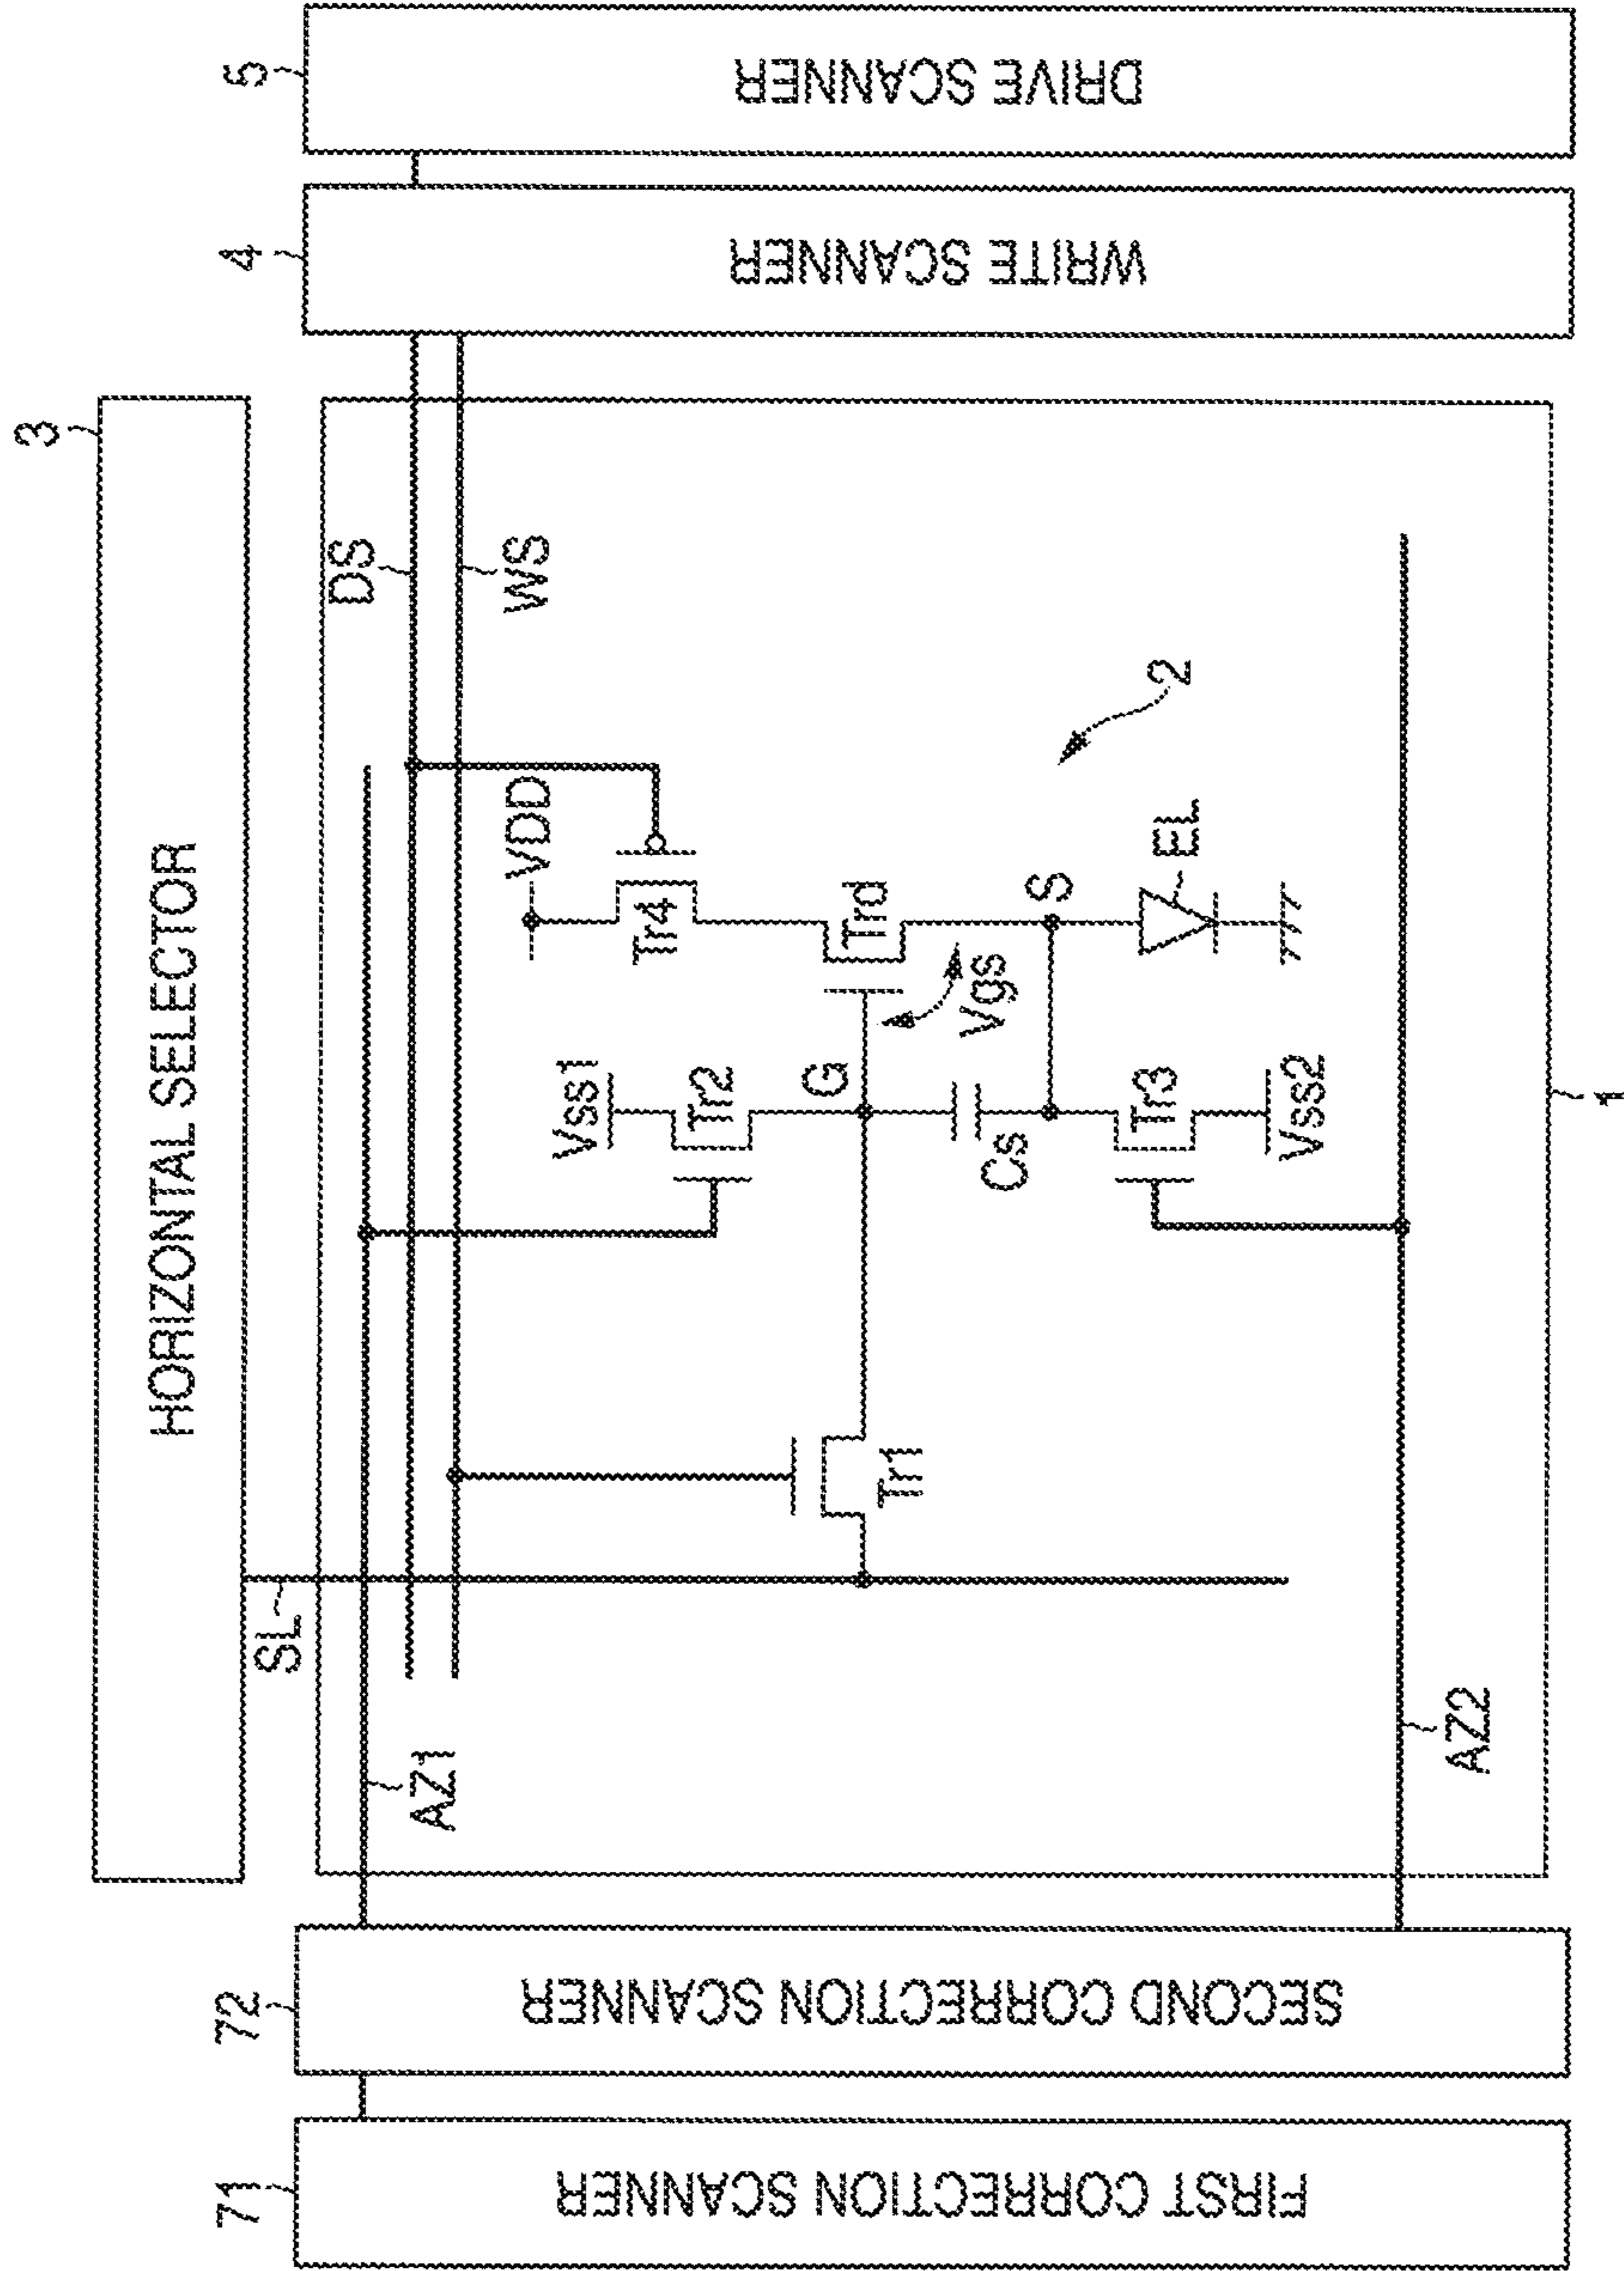 3
HORIZONTAL SELECTOR
71
FIRST CORRECTION SCANNER
72
SECOND CORRECTION SCANNER
4
WRITE SCANNER
5
DRIVE SCANNER
SL
DS
AZ1
WS
VDD
Vss1
Tr4
Tr2
G
Trd
Tr1
Vgs
S
Cs
2
Tr3
EL
Vss2
AZ2
1